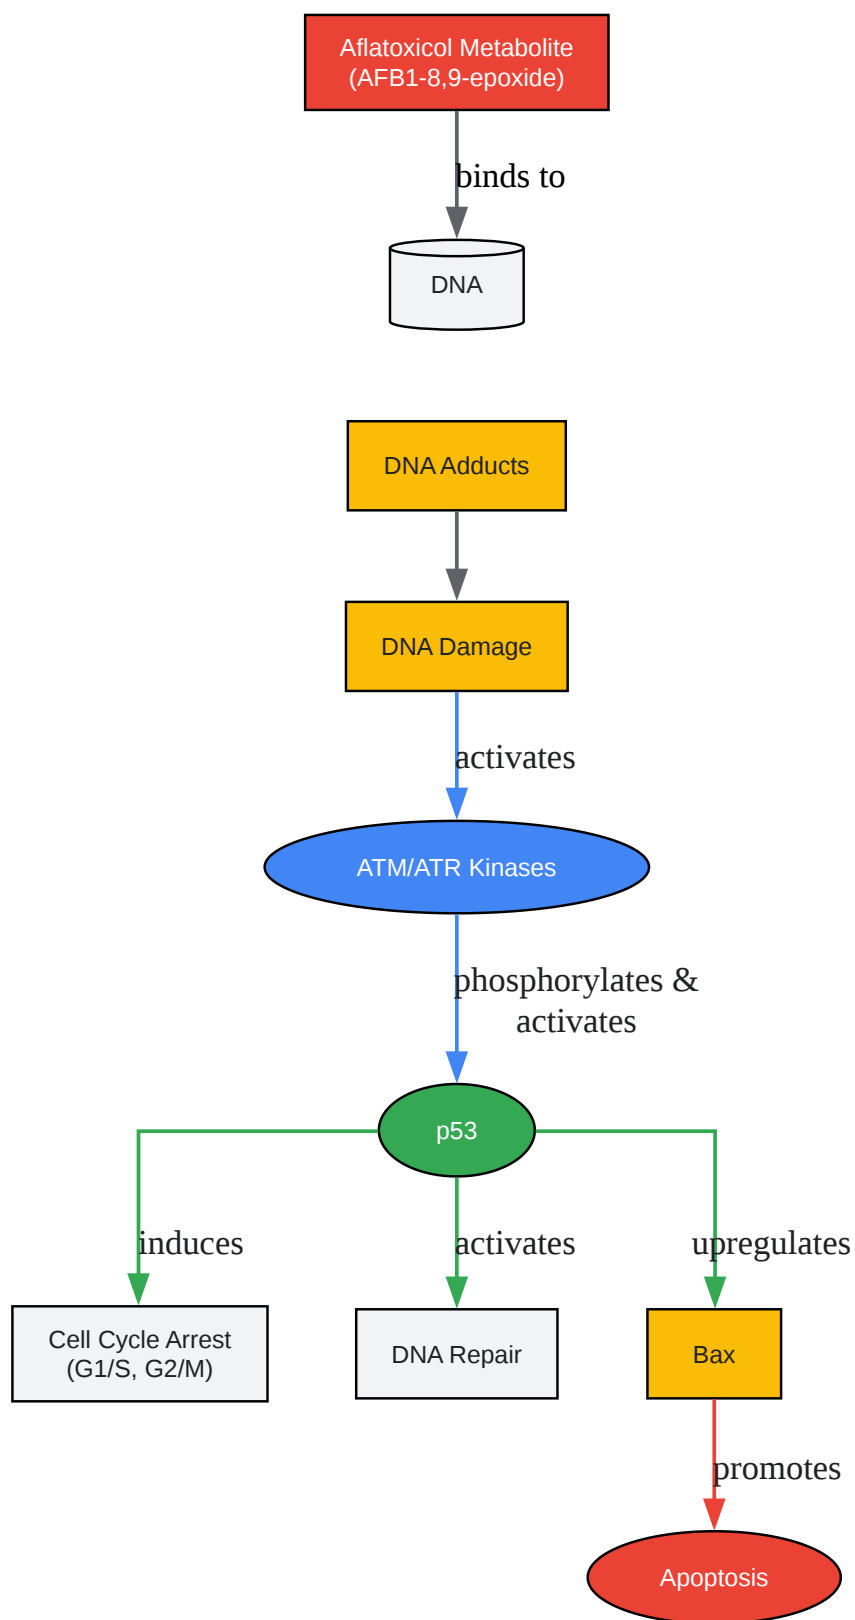 Aflatoxicol Metabolite
(AFB1-8,9-epoxide)
binds to
DNA
DNA Adducts
DNA Damage
activates
ATM/ATR Kinases
phosphorylates &
activates
p53
induces
activates
upregulates
Cell Cycle Arrest
(G1/S, G2/M)
DNA Repair
Bax
promotes
Apoptosis